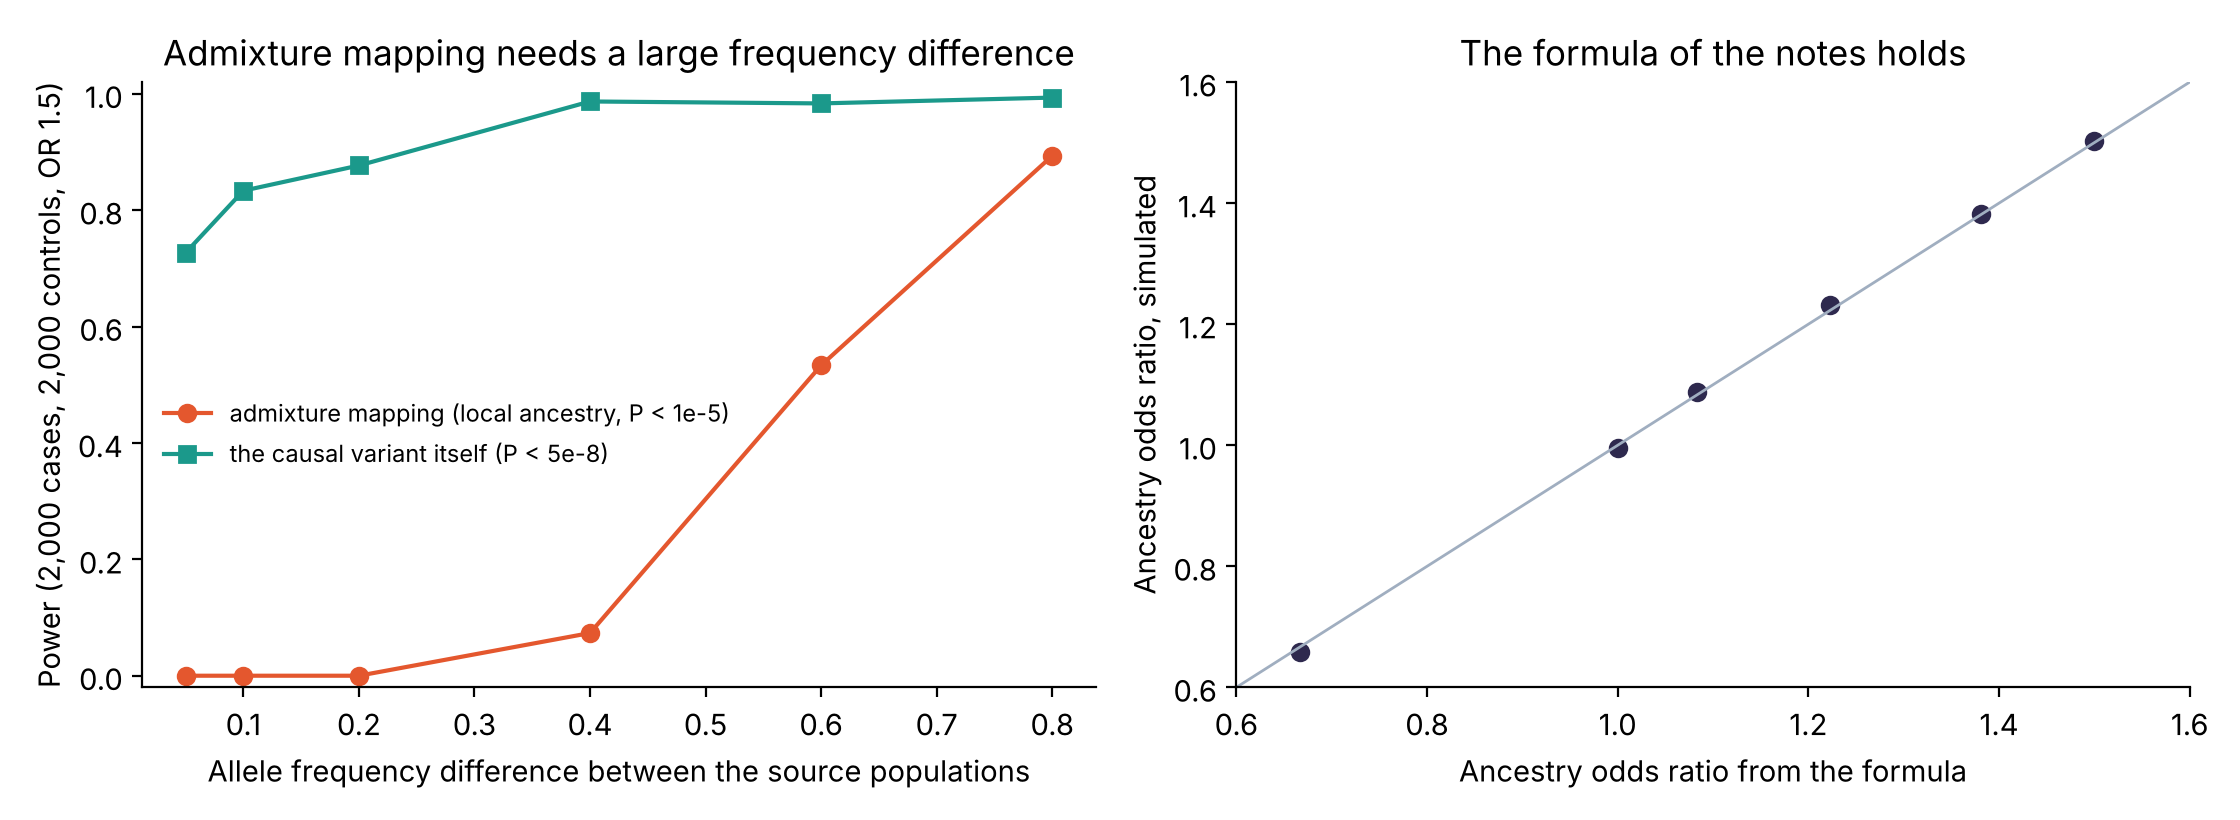 Admixture mapping needs a large frequency difference
Power (2,000 cases, 2,000 controls, OR 1.5)
1.0
0.8
0.6
0.4
0.2
0.0
admixture mapping (local ancestry, P < 1e-5)
the causal variant itself (P < 5e-8)
0.1 0.2 0.3 0.4 0.5 0.6 0.7 0.8
Allele frequency difference between the source populations
The formula of the notes holds
Ancestry odds ratio, simulated
1.6
1.4
1.2
1.0
0.8
0.6
0.6 0.8 1.0 1.2 1.4 1.6
Ancestry odds ratio from the formula